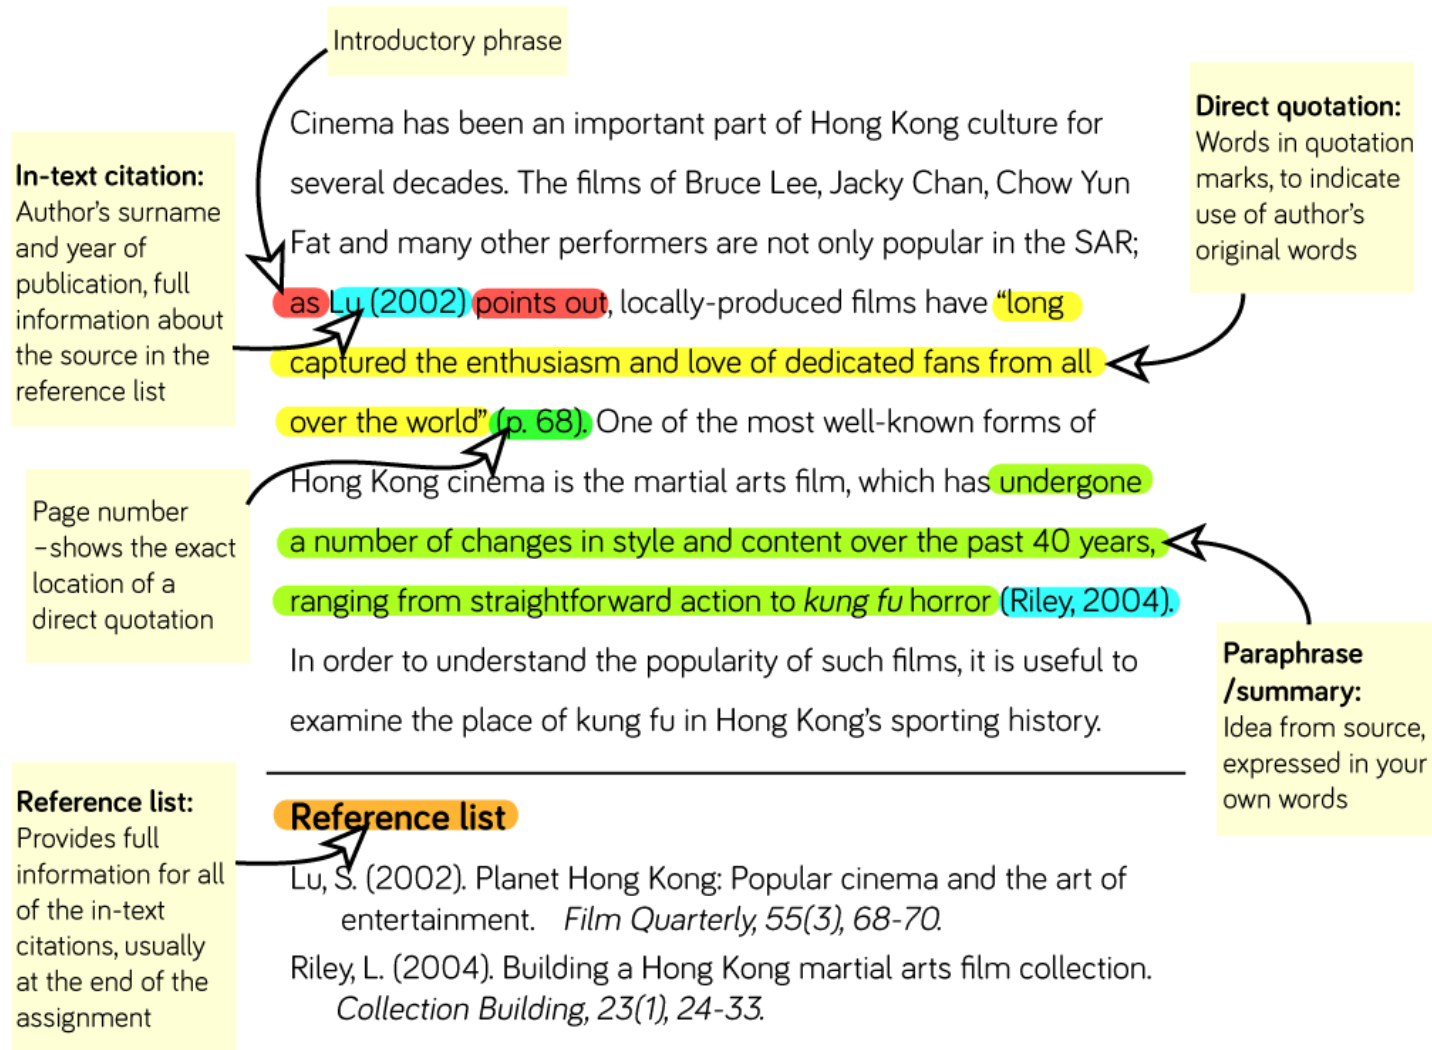 Introductory phrase
Cinema has been an important part of Hong Kong culture for
several decades. The films of Bruce Lee, Jacky Chan, Chow Yun
Fat and many other performers are not only popular in the SAR;
as Lu (2002) points out, locally-produced films have “long
captured the enthusiasm and love of dedicated fans from all
over the world” (p. 68). One of the most well-known forms of
Hong Kong cinema is the martial arts film, which has undergone
a number of changes in style and content over the past 40 years,
ranging from straightforward action to kung fu horror (Riley, 2004).
In order to understand the popularity of such films, it is useful to
examine the place of kung fu in Hong Kong’s sporting history.
In-text citation:
Author’s surname
and year of
publication, full
information about
the source in the
reference list
Page number
–shows the exact
location of a
direct quotation
Direct quotation:
Words in quotation
marks, to indicate
use of author’s
original words
Paraphrase
/summary:
Idea from source,
expressed in your
own words
Reference list:
Provides full
information for all
of the in-text
citations, usually
at the end of the
assignment
Reference list
Lu, S. (2002). Planet Hong Kong: Popular cinema and the art of
entertainment. Film Quarterly, 55(3), 68-70.
Riley, L. (2004). Building a Hong Kong martial arts film collection.
Collection Building, 23(1), 24-33.